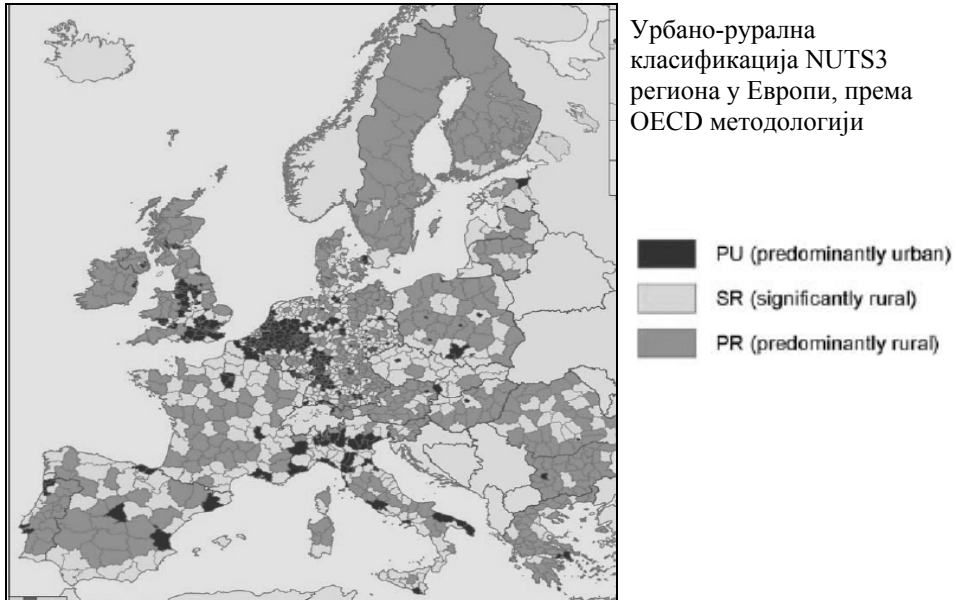 Урбано-рурална
класификација NUTS3
региона у Европи, према
OECD методологији
PU (predominantly urban)
SR (significantly rural)
PR (predominantly rural)